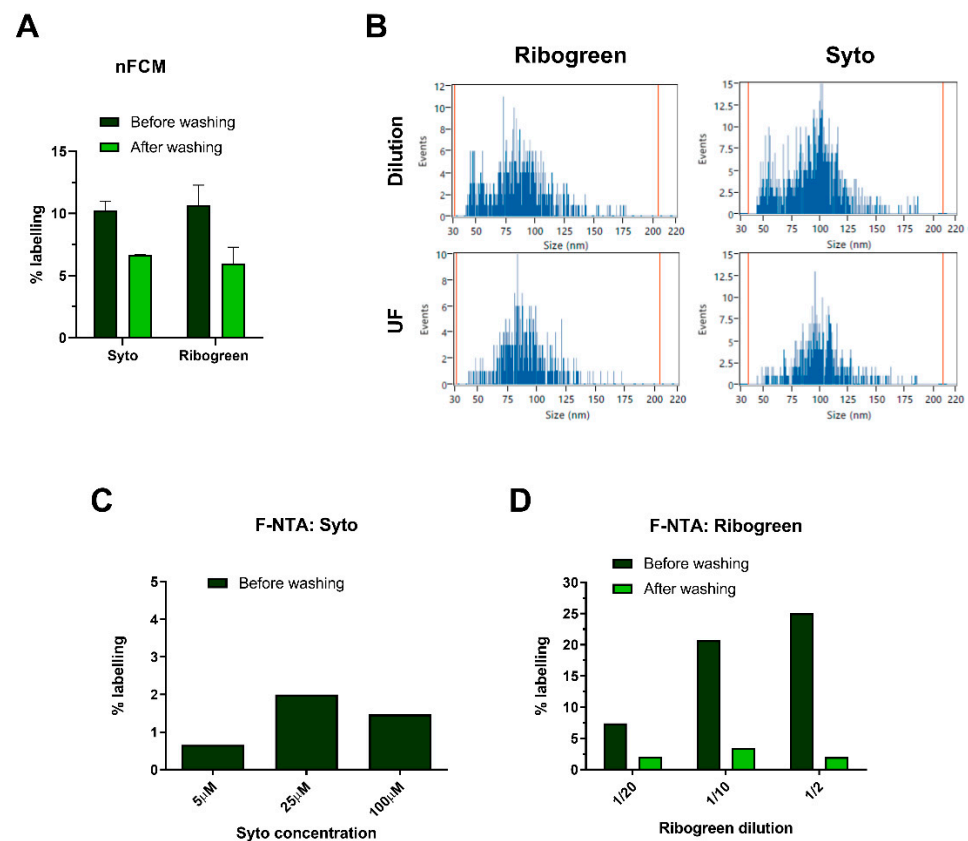 A
nFCM
Before washing
After washing
15
10
5
0
% labelling
Syto Ribogreen
B
Ribogreen Syto
Dilution
12
10
8
6
4
2
0
Events
30 50 75 100 125 150 175 200 220
Size (nm)
15
12.5
10
7.5
5
2.5
0
Events
30 50 75 100 125 150 175 200 220
Size (nm)
UF
10
8
6
4
2
0
Events
30 50 75 100 125 150 175 200 220
Size (nm)
15
12.5
10
7.5
5
2.5
0
Events
30 50 75 100 125 150 175 200 220
Size (nm)
C
F-NTA: Syto
Before washing
5
4
3
2
1
0
% labelling
5μM 25μM 100μM
Syto concentration
D
F-NTA: Ribogreen
Before washing
After washing
30
25
20
15
10
5
0
% labelling
1/20 1/10 1/2
Ribogreen dilution